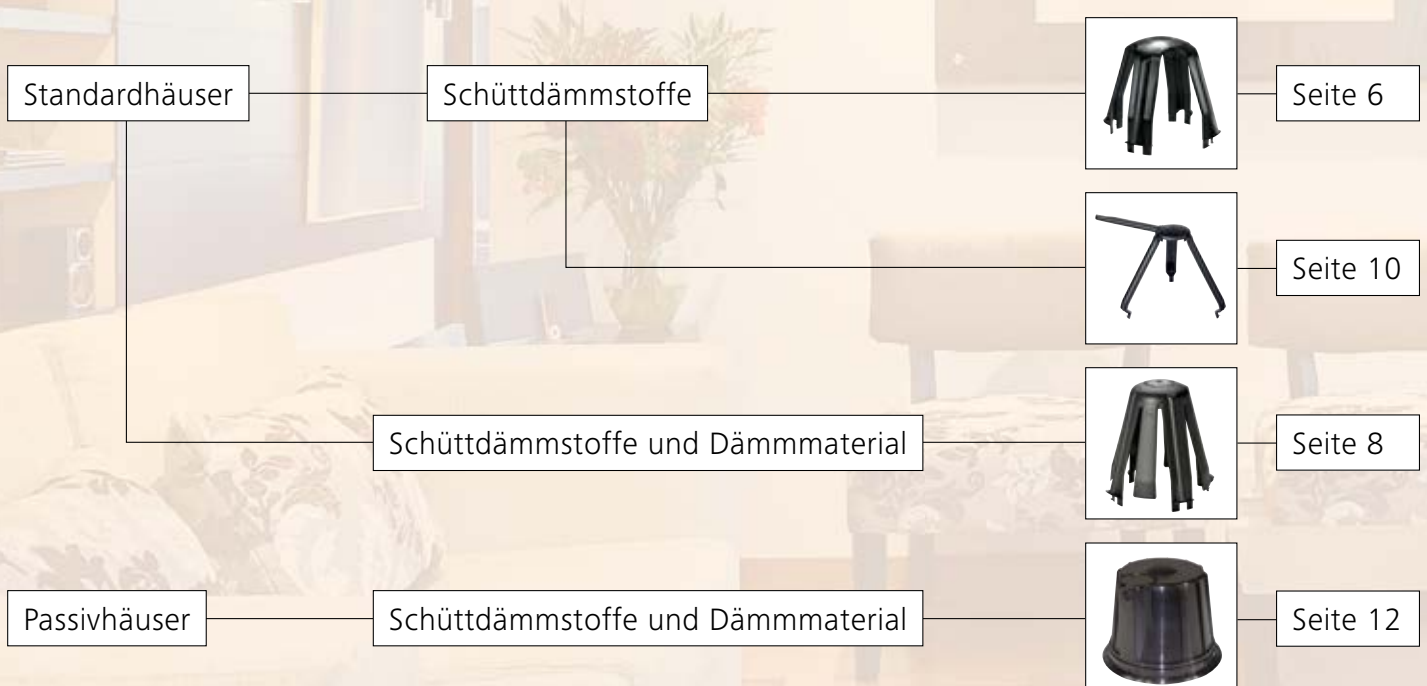 Standardhäuser
Schüttdämmstoffe
Seite 6
Seite 10
Schüttdämmstoffe und Dämmmaterial
Seite 8
Passivhäuser
Schüttdämmstoffe und Dämmmaterial
Seite 12